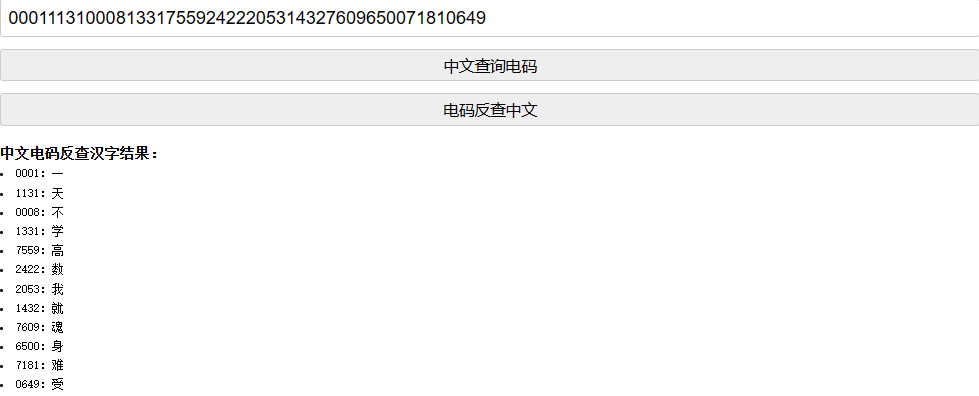 000111310008133175592422205314327609650071810649
中文查询电码
电码反查中文
中文电码反查汉字结果：
0001：一
1131：天
0008：不
1331：学
7559：高
2422：数
2053：我
1432：就
7609：魂
6500：身
7181：难
0649：受